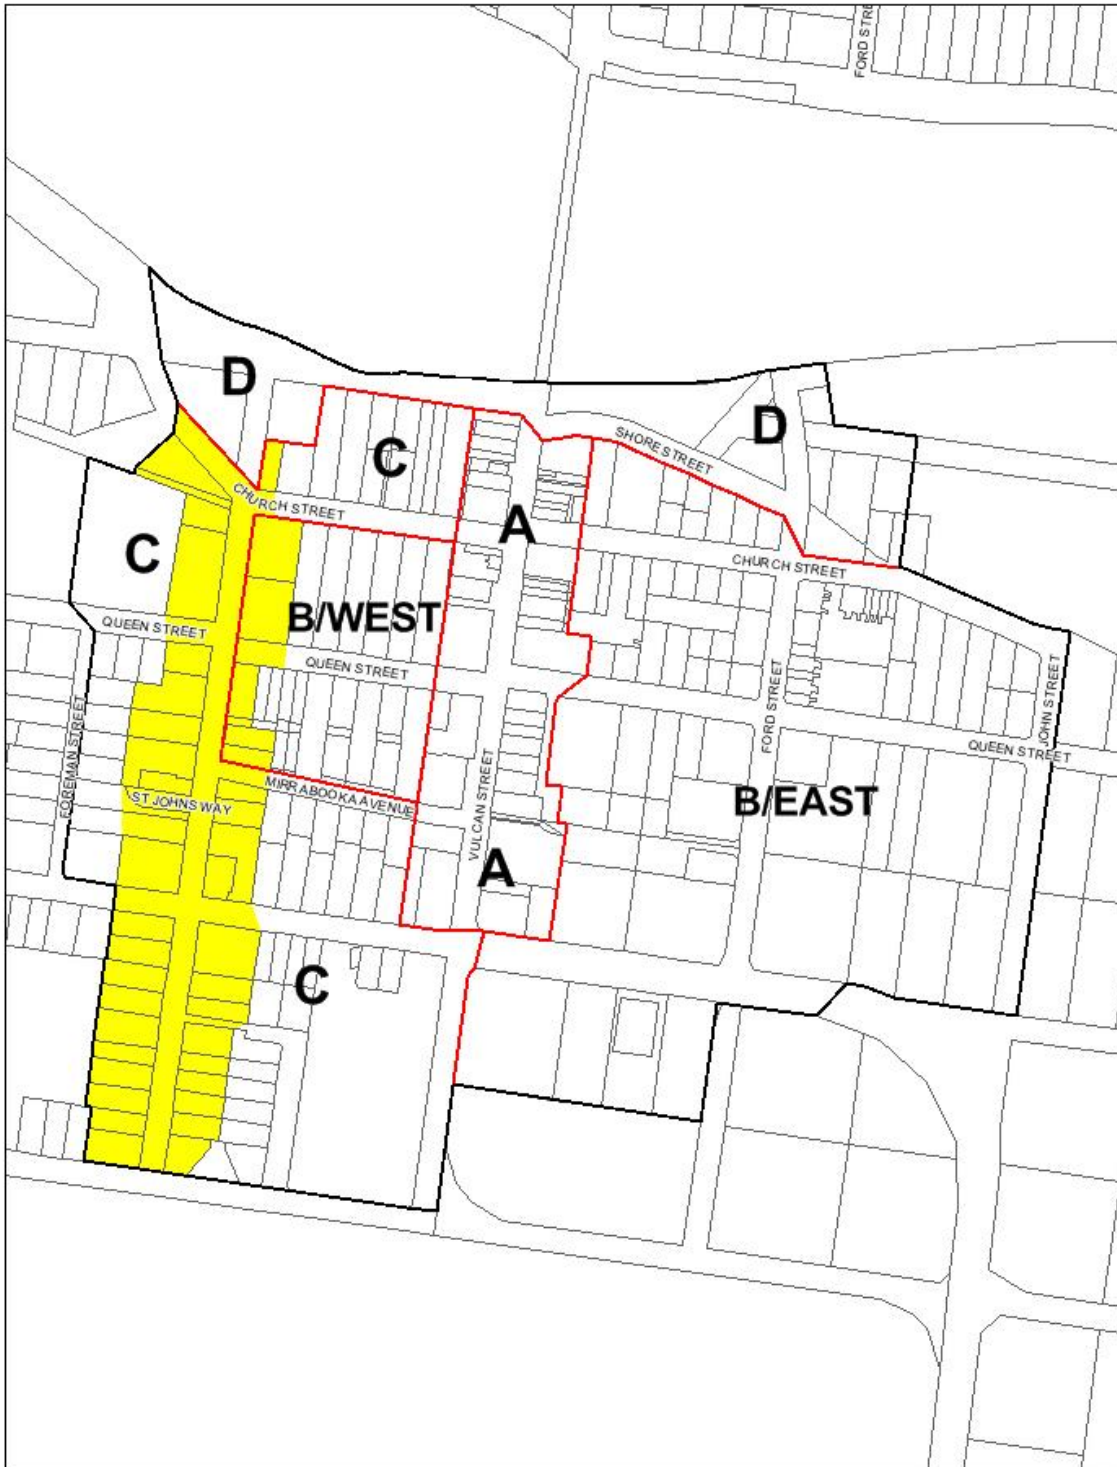 FORD STRE
D
C
D
SHORE STREET
CHURCH STREET
A
C
CHURCH STREET
B/WEST
QUEEN STREET
QUEEN STREET
FORD STREET
JOHN STREET
QUEEN STREET
FOREMAN STREET
MIRRABOOKA AVENUE
ST JOHNS WAY
B/EAST
VULCAN STREET
A
C